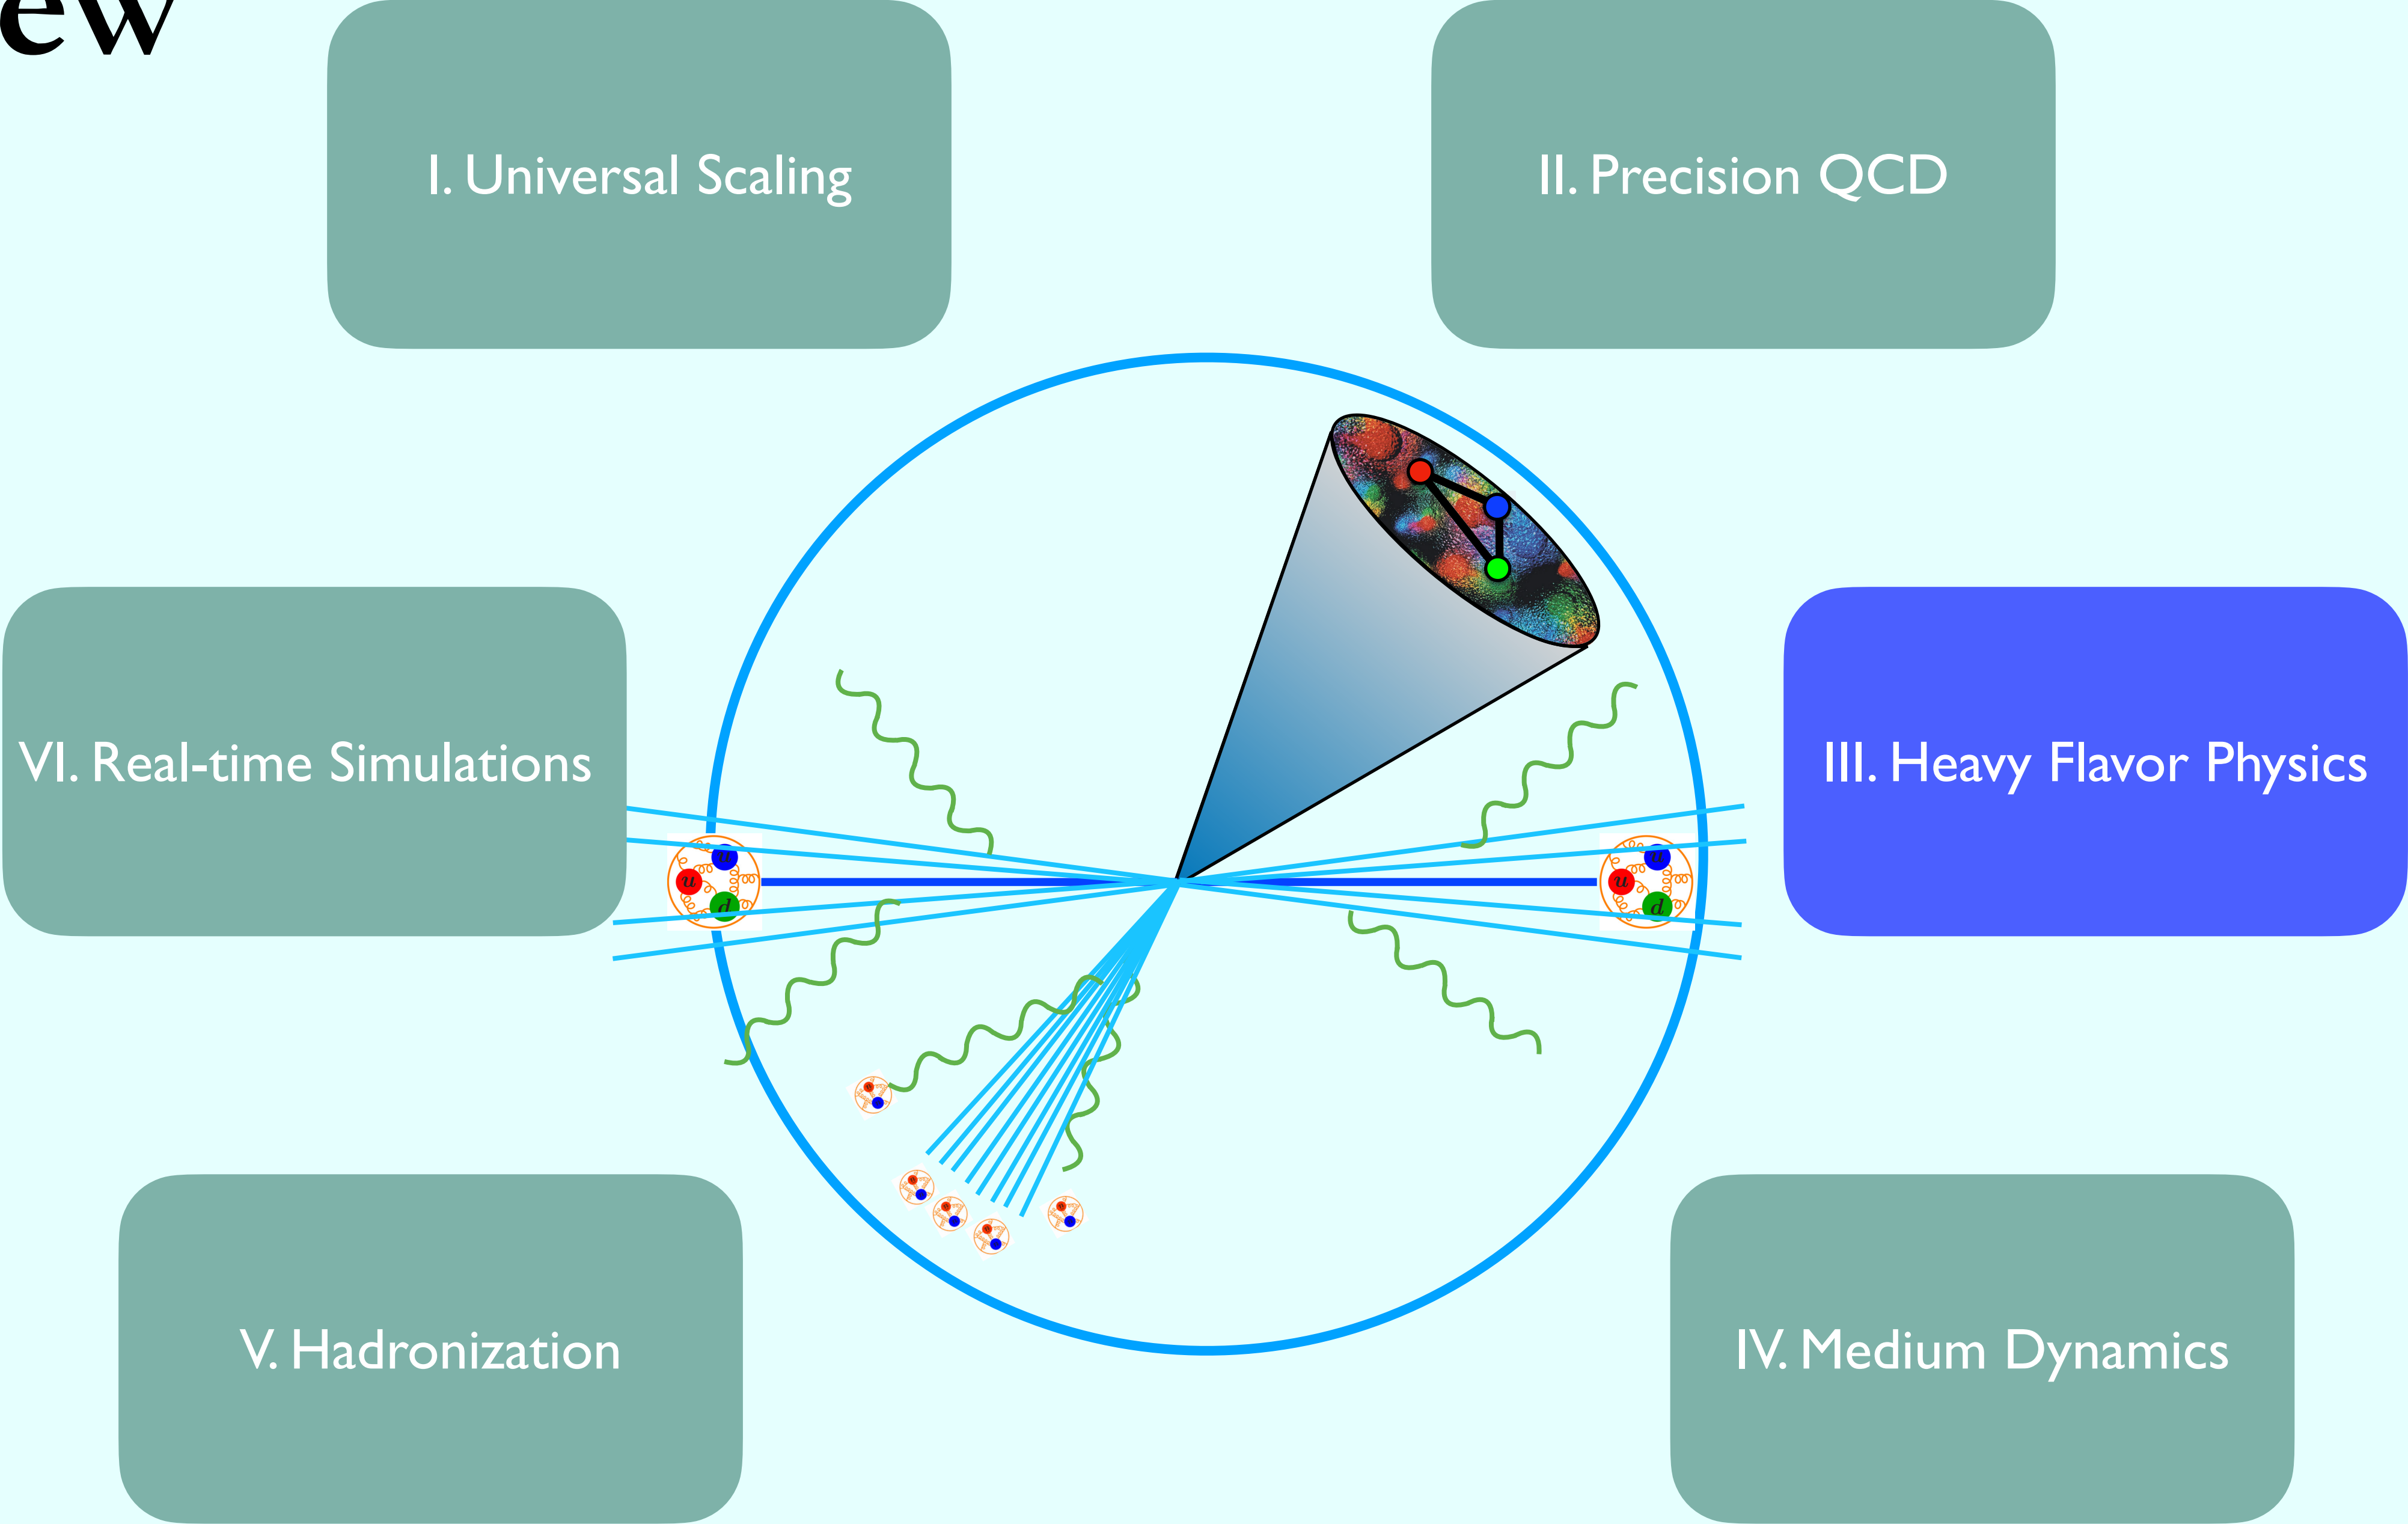 ew
I. Universal Scaling
II. Precision QCD
VI. Real-time Simulations
III. Heavy Flavor Physics
u
u
d
u
u
d
V. Hadronization
IV. Medium Dynamics